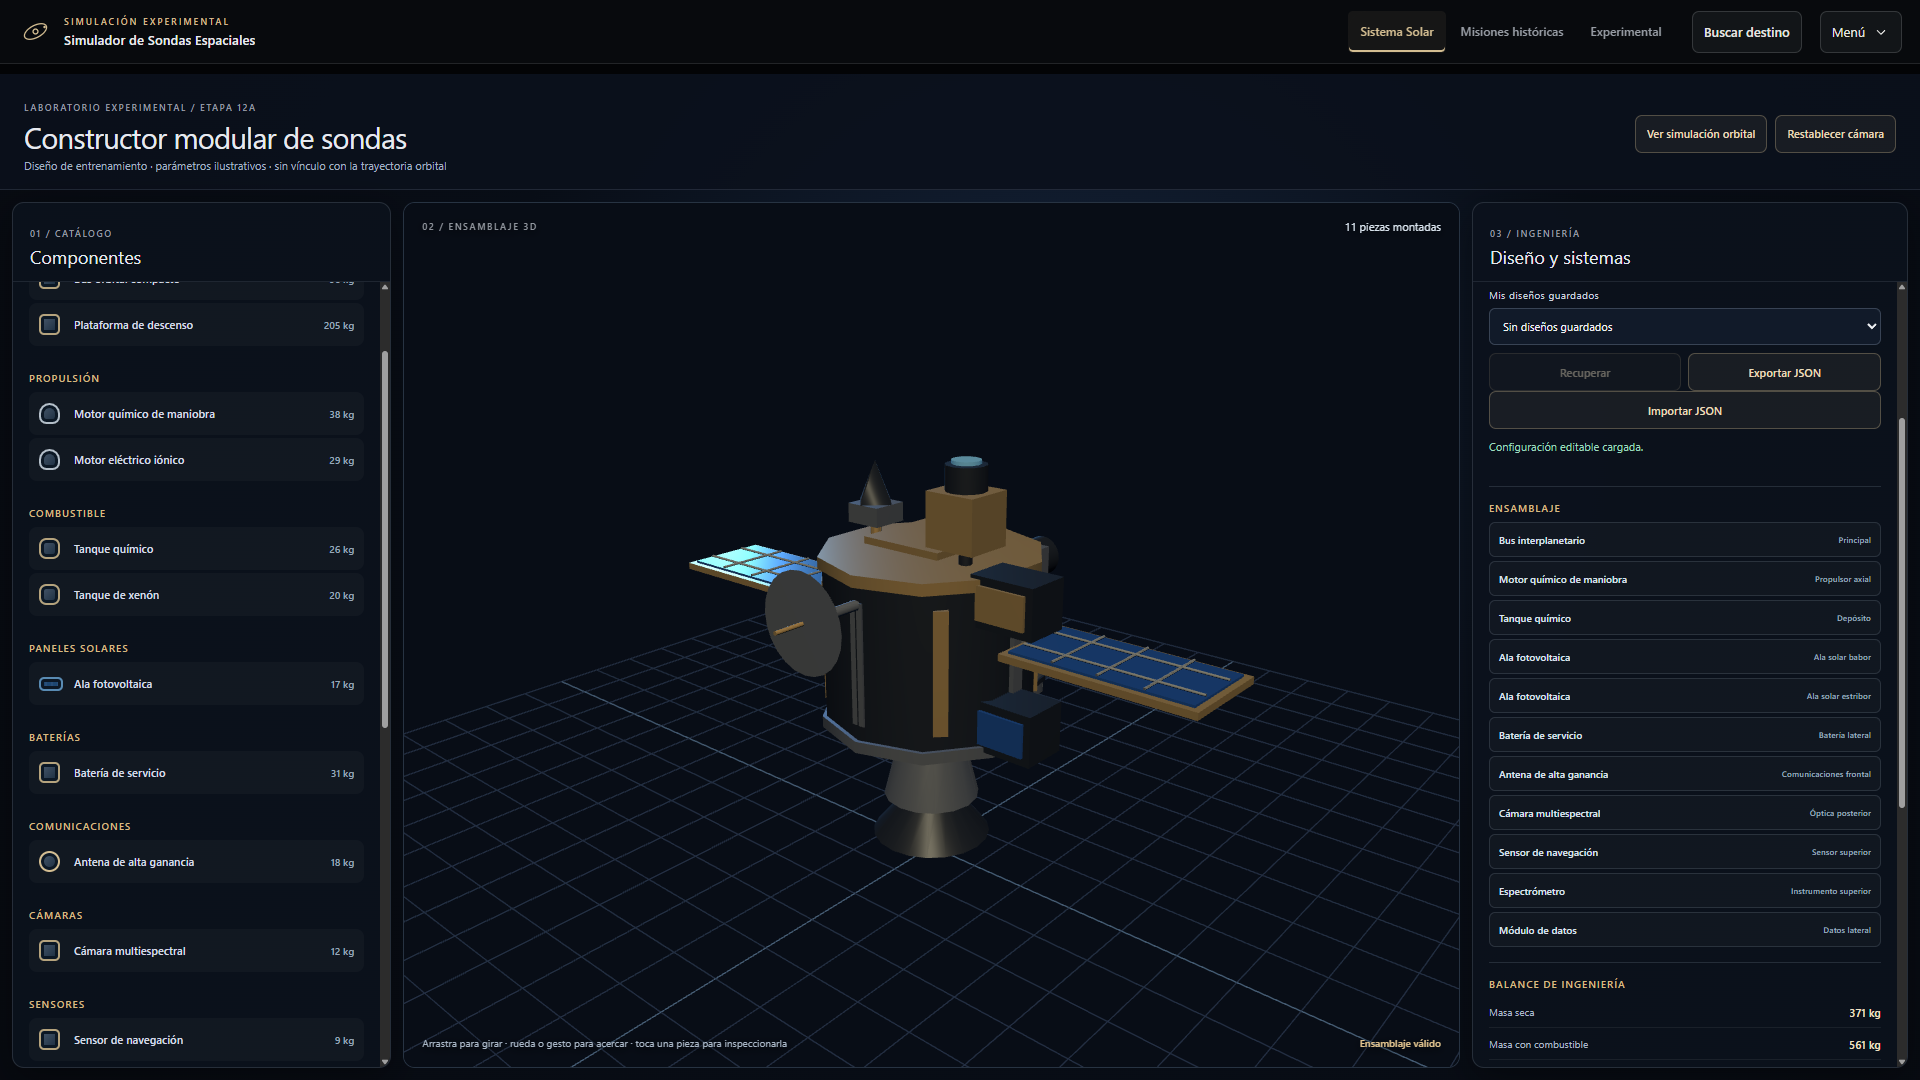 SIMULACIÓN EXPERIMENTAL
Simulador de Sondas Espaciales
Sistema Solar
Misiones históricas
Experimental
Buscar destino
Menú
LABORATORIO EXPERIMENTAL / ETAPA 12A
Constructor modular de sondas
Diseño de entrenamiento · parámetros ilustrativos · sin vínculo con la trayectoria orbital
Ver simulación orbital
Restablecer cámara
01 / CATÁLOGO
Componentes
Plataforma de descenso 205 kg
PROPULSIÓN
Motor químico de maniobra 38 kg
Motor eléctrico iónico 29 kg
COMBUSTIBLE
Tanque químico 26 kg
Tanque de xenón 20 kg
PANELES SOLARES
Ala fotovoltaica 17 kg
BATERÍAS
Batería de servicio 31 kg
COMUNICACIONES
Antena de alta ganancia 18 kg
CÁMARAS
Cámara multiespectral 12 kg
SENSORES
Sensor de navegación 9 kg
02 / ENSAMBLAJE 3D
11 piezas montadas
Arrastra para girar · rueda o gesto para acercar · toca una pieza para inspeccionarla
Ensamblaje válido
03 / INGENIERÍA
Diseño y sistemas
Mis diseños guardados
Sin diseños guardados
Recuperar
Exportar JSON
Importar JSON
Configuración editable cargada.
ENSAMBLAJE
Bus interplanetario Principal
Motor químico de maniobra Propulsor axial
Tanque químico Depósito
Ala fotovoltaica Ala solar babor
Ala fotovoltaica Ala solar estribor
Batería de servicio Batería lateral
Antena de alta ganancia Comunicaciones frontal
Cámara multiespectral Óptica posterior
Sensor de navegación Sensor superior
Espectrómetro Instrumento superior
Módulo de datos Datos lateral
BALANCE DE INGENIERÍA
Masa seca 371 kg
Masa con combustible 561 kg